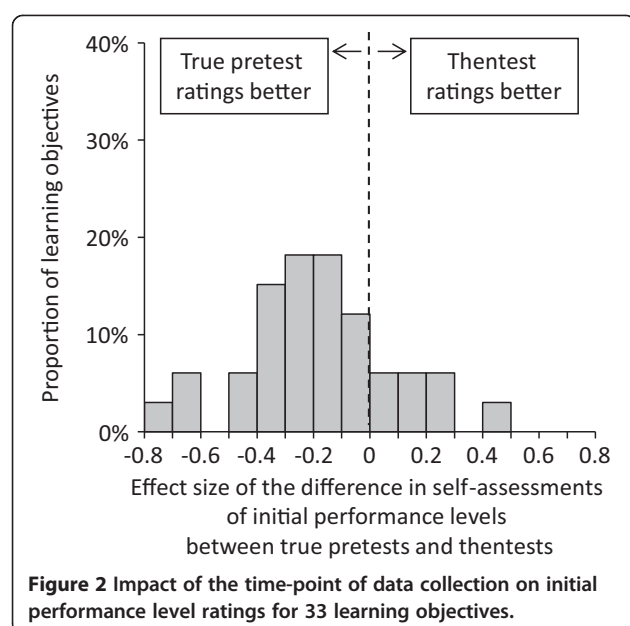 40%
True pretest
ratings better
Thentest
ratings better
30%
20%
10%
0%
Proportion of learning objectives
-0.8 -0.6 -0.4 -0.2 0 0.2 0.4 0.6 0.8
Effect size of the difference in self-assessments
of initial performance levels
between true pretests and thentests
Figure 2 Impact of the time-point of data collection on initial
performance level ratings for 33 learning objectives.